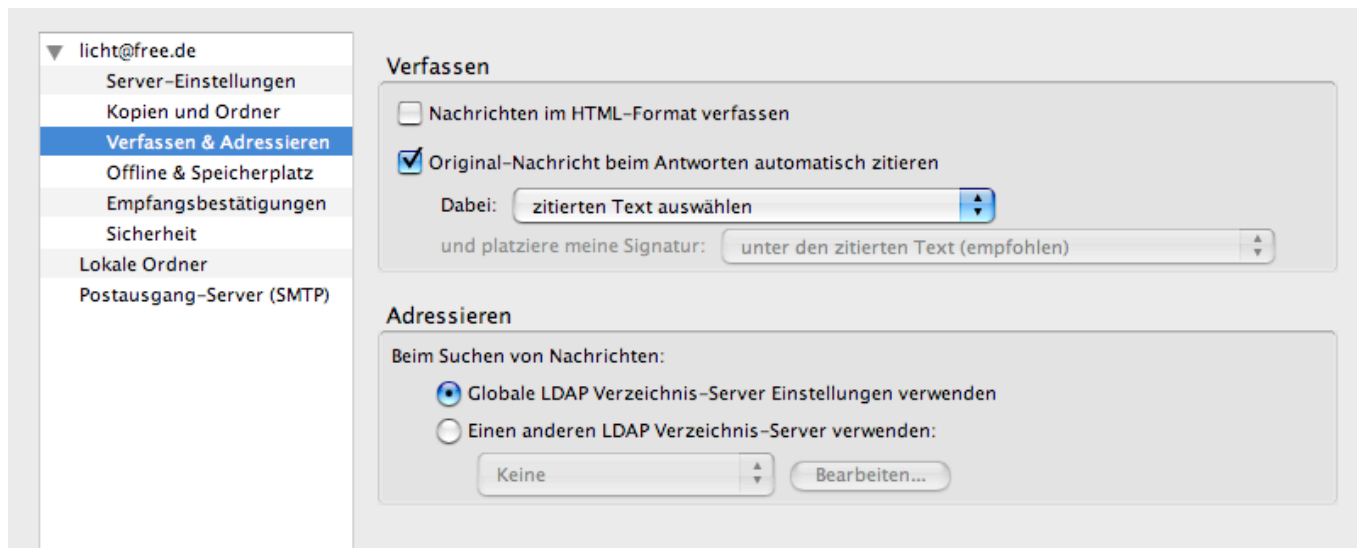 licht@free.de
Server-Einstellungen
Kopien und Ordner
Verfassen & Adressieren
Offline & Speicherplatz
Empfangsbestätigungen
Sicherheit
Lokale Ordner
Postausgang-Server (SMTP)
Verfassen
Nachrichten im HTML-Format verfassen
Original-Nachricht beim Antworten automatisch zitieren
Dabei: zitierten Text auswählen
und platziere meine Signatur: unter den zitierten Text (empfohlen)
Adressieren
Beim Suchen von Nachrichten:
Globale LDAP Verzeichnis-Server Einstellungen verwenden
Einen anderen LDAP Verzeichnis-Server verwenden:
Keine Bearbeiten...